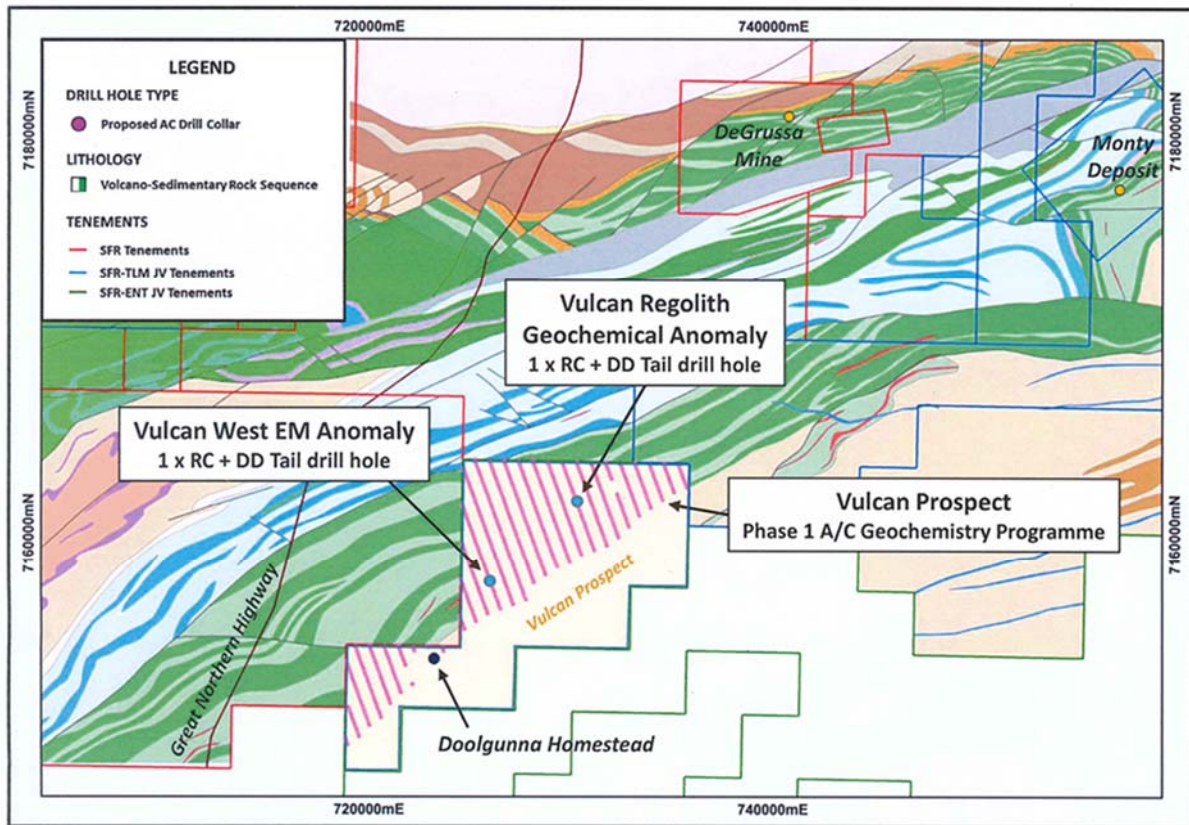 720000mE
740000mE
7180000mN
7180000mN
7160000mN
7160000mN
LEGEND
DRILL HOLE TYPE
Proposed AC Drill Collar
LITHOLOGY
Volcano-Sedimentary Rock Sequence
TENEMENTS
SFR Tenements
SFR-TLM JV Tenements
SFR-ENT JV Tenements
DeGrussa
Mine
Monty
Deposit
Vulcan Regolith
Geochemical Anomaly
1 x RC + DD Tail drill hole
Vulcan West EM Anomaly
1 x RC + DD Tail drill hole
Vulcan Prospect
Phase 1 A/C Geochemistry Programme
Vulcan Prospect
Great Northern Highway
Doolgunna Homestead
720000mE
740000mE